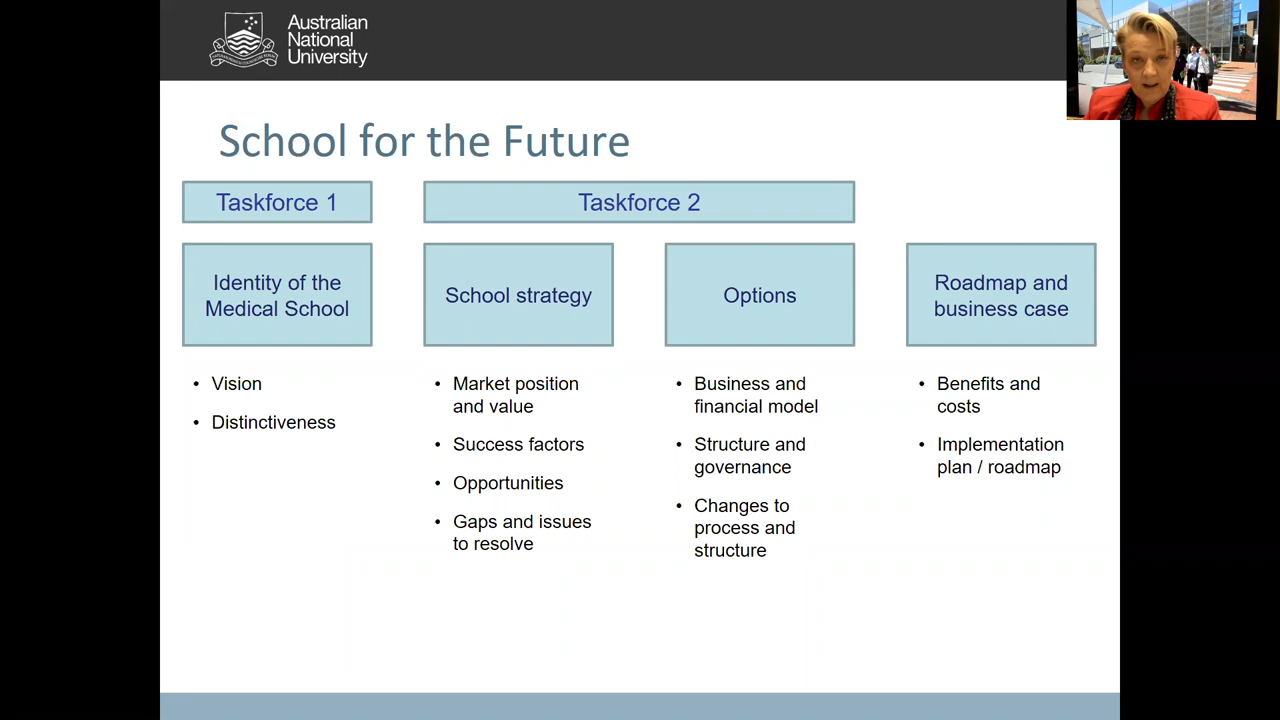 Australian
National
University
School for the Future
Taskforce 1
Taskforce 2
Identity of the
Medical School
School strategy
Options
Roadmap and
business case
• Vision
• Distinctiveness
• Market position
and value
• Success factors
• Opportunities
• Gaps and issues
to resolve
• Business and
financial model
• Structure and
governance
• Changes to
process and
structure
• Benefits and
costs
• Implementation
plan / roadmap